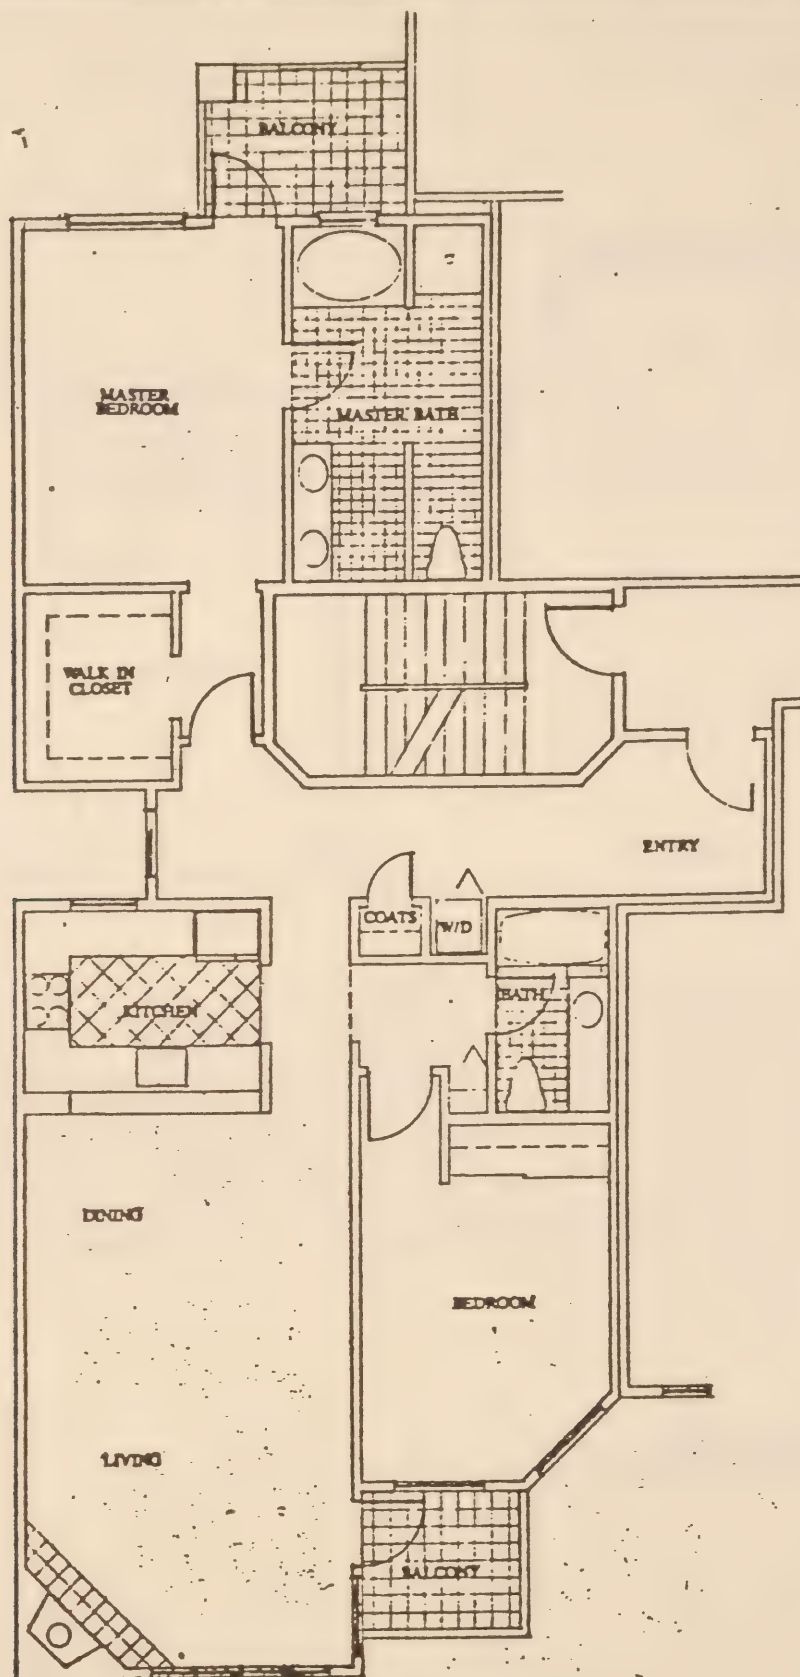 BALCONY
MASTER
BEDROOM
MASTER BATH
WALK IN
CLOSET
ENTRY
COATS
W/D
BATH
KITCHEN
DINING
BEDROOM
LIVING
BALCONY